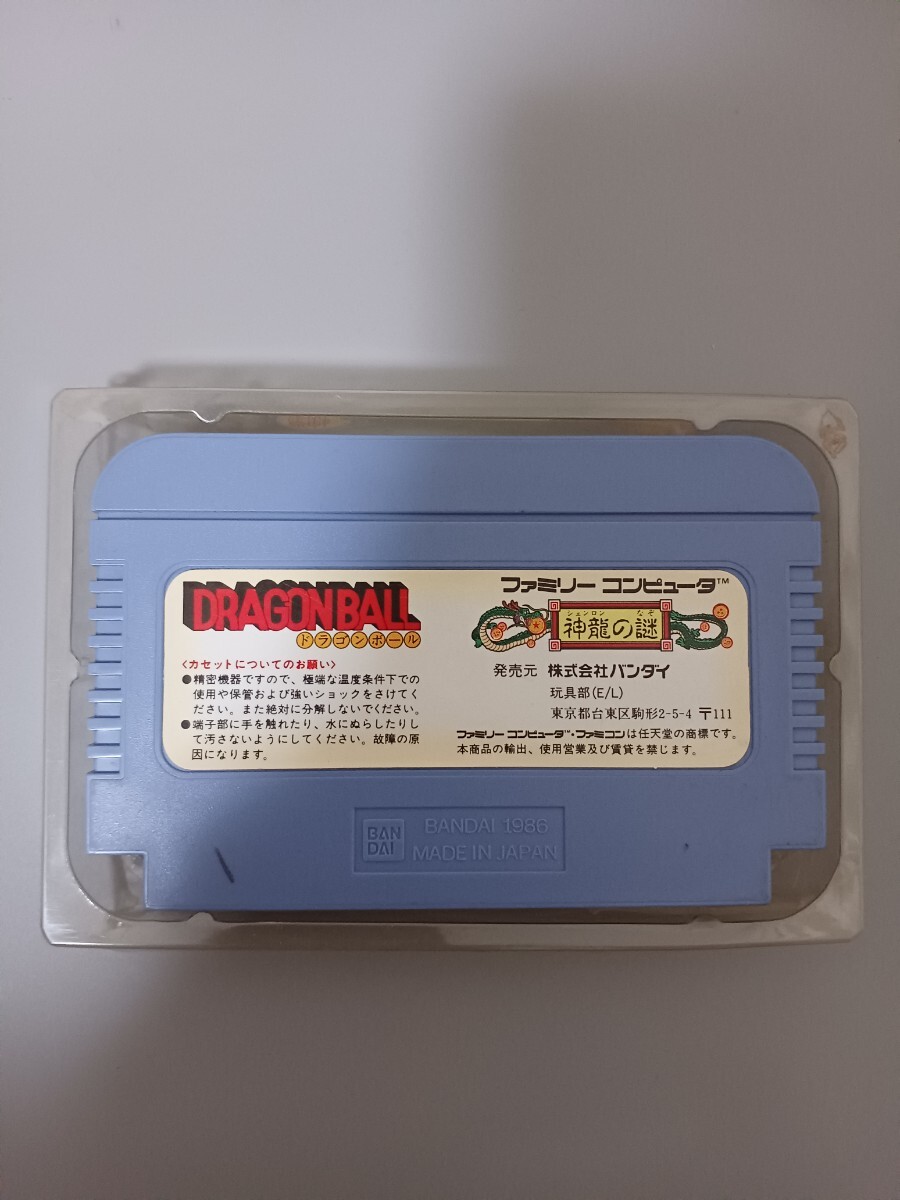 DRAGONBALL
ドラゴンボール
〈カセットについてのお願い〉
●精密機器ですので、極端な温度条件下での
使用や保管および強いショックをさけてく
ださい。また絶対に分解しないでください。
●端子部に手を触れたり、水にぬらしたりし
て汚さないようにしてください。故障の原
因になります。
ファミリー コンピュータ™
シェンロン なぞ
神龍の謎
発売元 株式会社バンダイ
玩具部(E/L)
東京都台東区駒形2-5-4 〒111
ファミリー コンピュータ™・ファミコンは任天堂の商標です。
本商品の輸出、使用営業及び賃貸を禁じます。
BAN
DAI
BANDAI 1986
MADE IN JAPAN